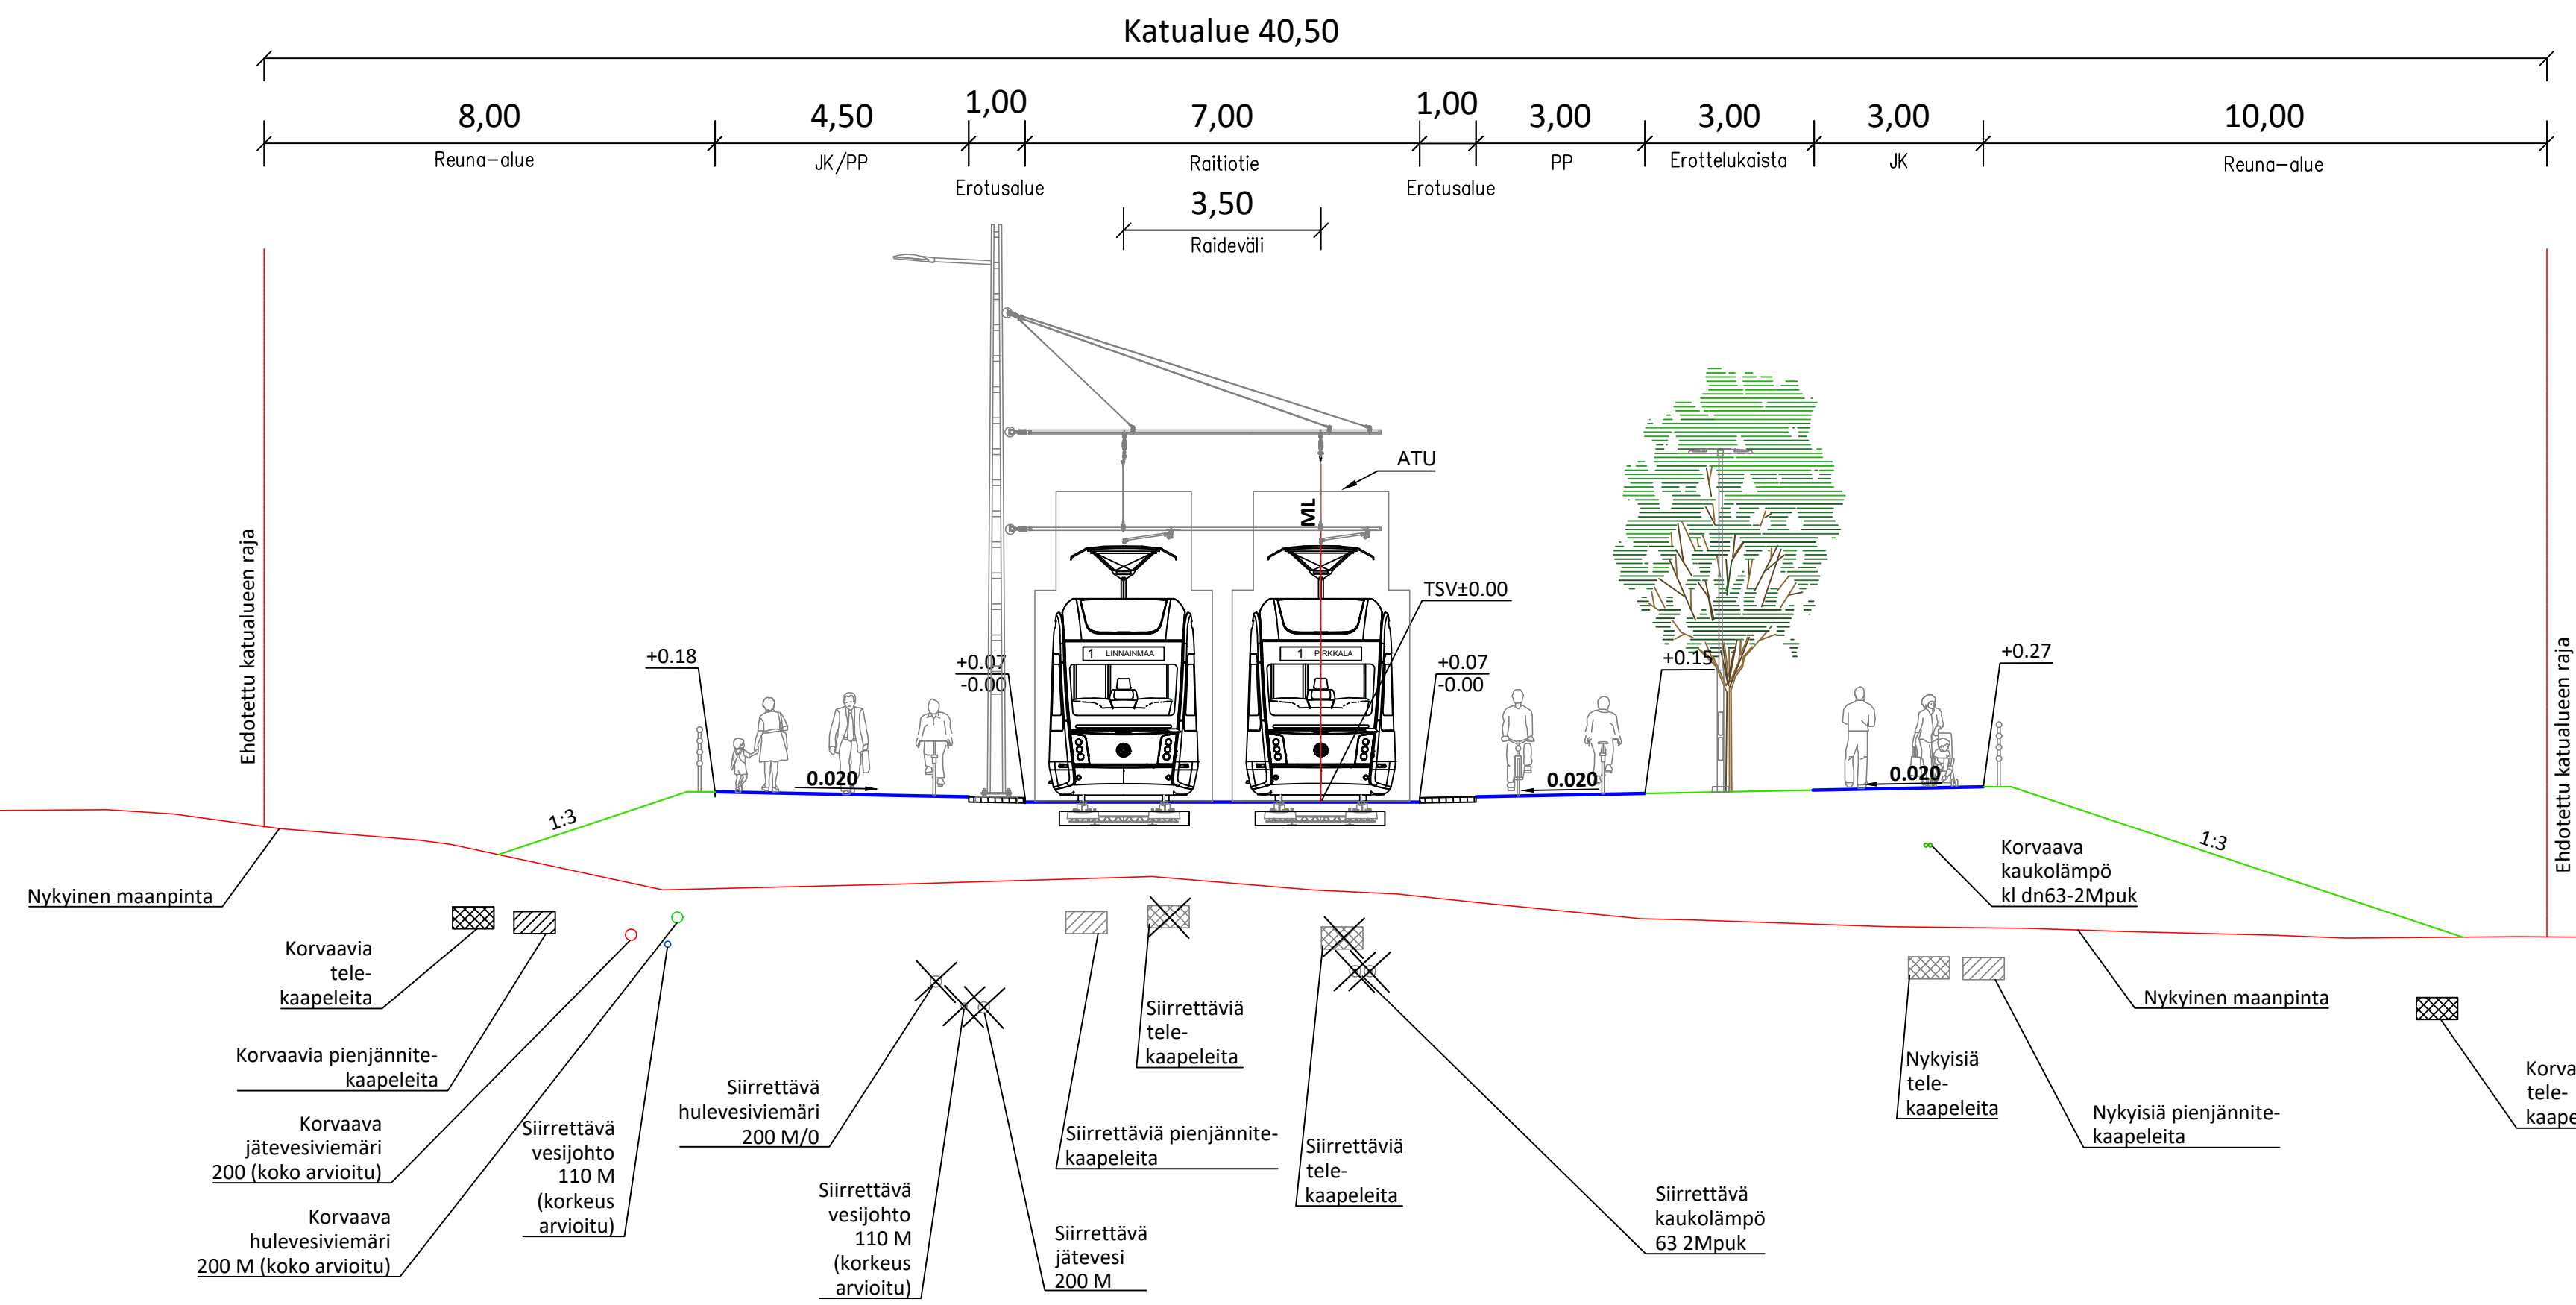 Katualue 40,50
8,00
4,50
1,00
7,00
1,00
3,00
3,00
3,00
10,00
Reuna-alue
JK/PP
Erotusalue
Raitiotie
Erotusalue
PP
Erottelukaista
JK
Reuna-alue
3,50
Raideväli
ATU
ML
TSV±0.00
Ehdotettu katualueen raja
Ehdotettu katualueen raja
1 LINNAINMAA
1 PIRKKALA
+0.18
+0.07
-0.00
+0.07
-0.00
+0.15
+0.27
0.020
0.020
0.020
1:3
1:3
Nykyinen maanpinta
Korvaavia
tele-
kaapeleita
Korvaavia pienjännite-
kaapeleita
Korvaava
jätevesiviemäri
200 (koko arvioitu)
Korvaava
hulevesiviemäri
200 M (koko arvioitu)
Siirrettävä
vesijohto
110 M
(korkeus
arvioitu)
Siirrettävä
hulevesiviemäri
200 M/0
Siirrettävä
vesijohto
110 M
(korkeus
arvioitu)
Siirrettävä
jätevesi
200 M
Siirrettäviä pienjännite-
kaapeleita
Siirrettäviä
tele-
kaapeleita
Siirrettäviä
tele-
kaapeleita
Siirrettävä
kaukolämpö
63 2Mpuk
Korvaava
kaukolämpö
kl dn63-2Mpuk
Nykyisiä
tele-
kaapeleita
Nykyisiä pienjännite-
kaapeleita
Nykyinen maanpinta
Korva
tele-
kaape